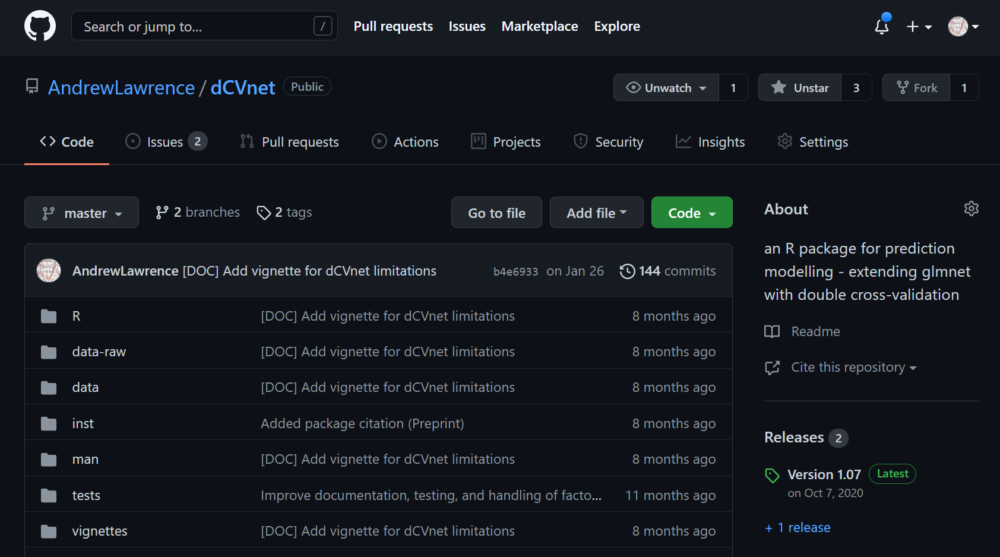 Search or jump to... /
Pull requests Issues Marketplace Explore
AndrewLawrence / dCVnet Public
Unwatch 1 Unstar 3 Fork 1
Code Issues 2 Pull requests Actions Projects Security Insights Settings
master 2 branches 2 tags Go to file Add file Code
AndrewLawrence [DOC] Add vignette for dCVnet limitations b4e6933 on Jan 26 144 commits
R [DOC] Add vignette for dCVnet limitations 8 months ago
data-raw [DOC] Add vignette for dCVnet limitations 8 months ago
data [DOC] Add vignette for dCVnet limitations 8 months ago
inst Added package citation (Preprint) 8 months ago
man [DOC] Add vignette for dCVnet limitations 8 months ago
tests Improve documentation, testing, and handling of facto... 11 months ago
vignettes [DOC] Add vignette for dCVnet limitations 8 months ago
About
an R package for prediction
modelling - extending glmnet
with double cross-validation
Readme
Cite this repository
Releases 2
Version 1.07 Latest
on Oct 7, 2020
+ 1 release